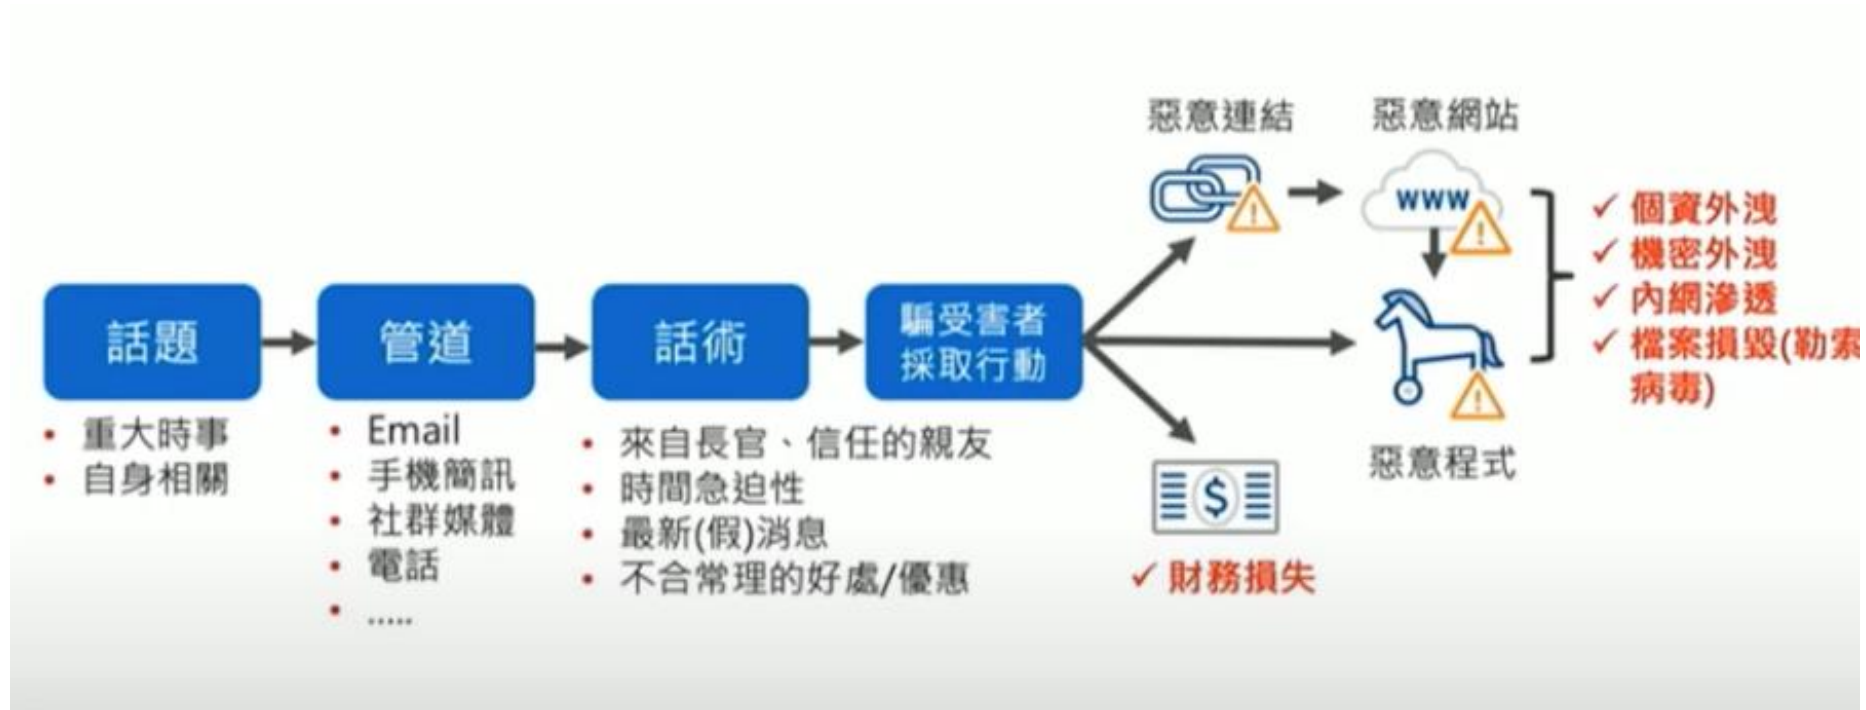 惡意連結
惡意網站
WWW
話題
管道
話術
騙受害者
採取行動
• 重大時事
• 自身相關
• Email
• 手機簡訊
• 社群媒體
• 電話
• .....
• 來自長官、信任的親友
• 時間急迫性
• 最新(假)消息
• 不合常理的好處/優惠
惡意程式
$
✓ 財務損失
✓ 個資外洩
✓ 機密外洩
✓ 內網滲透
✓ 檔案損毀(勒索
病毒)